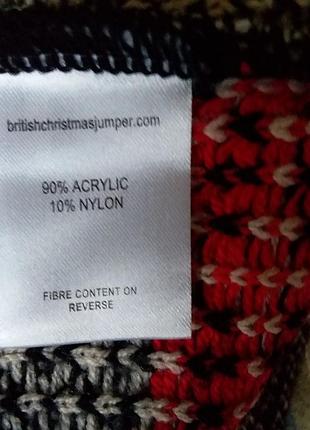 britishchristmasjumper.com
90% ACRYLIC
10% NYLON
FIBRE CONTENT ON
REVERSE